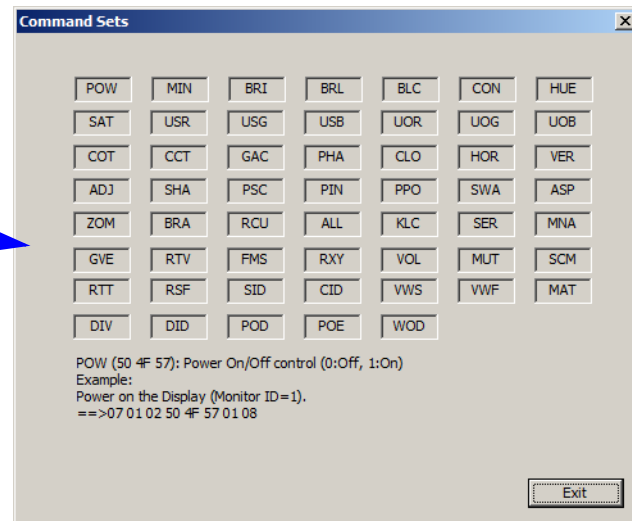 Command Sets
POW MIN BRI BRL BLC CON HUE
SAT USR USG USB UOR UOG UOB
COT CCT GAC PHA CLO HOR VER
ADJ SHA PSC PIN PPO SWA ASP
ZOM BRA RCU ALL KLC SER MNA
GVE RTV FMS RXY VOL MUT SCM
RTT RSF SID CID VWS VWF MAT
DIV DID POD POE WOD
POW (50 4F 57): Power On/Off control (0:Off, 1:On)
Example:
Power on the Display (Monitor ID=1).
==>07 01 02 50 4F 57 01 08
Exit